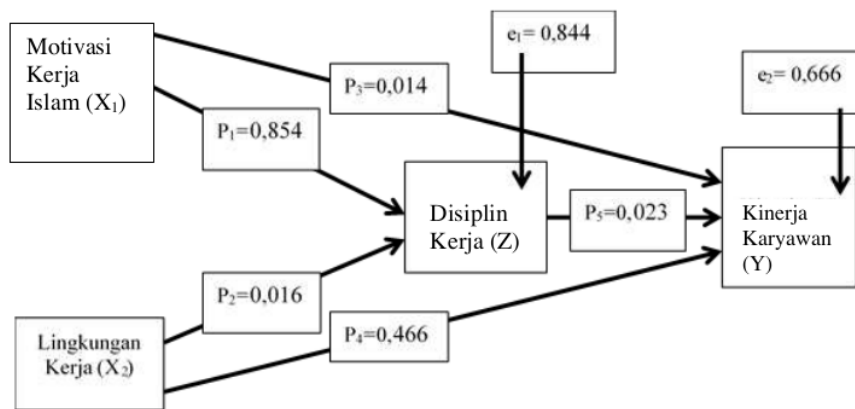 Motivasi
Kerja
Islam (X₁)
e₁= 0,844
e₂= 0,666
P₃=0,014
P₁=0,854
Disiplin
Kerja (Z)
P₅=0,023
Kinerja
Karyawan
(Y)
P₂=0,016
Lingkungan
Kerja (X₂)
P₄=0,466